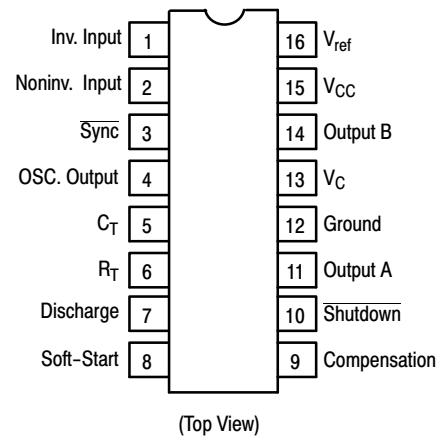 Inv. Input 1
Noninv. Input 2
Sync 3
OSC. Output 4
CT 5
RT 6
Discharge 7
Soft-Start 8
16 Vref
15 VCC
14 Output B
13 VC
12 Ground
11 Output A
10 Shutdown
9 Compensation
(Top View)